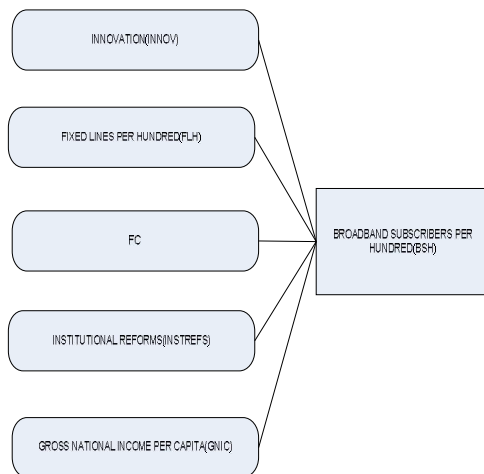 INNOVATION(INNOV)
FIXED LINES PER HUNDRED(FLH)
FC
BROADBAND SUBSCRIBERS PER
HUNDRED(BSH)
INSTITUTIONAL REFORMS(INSTREFS)
GROSS NATIONAL INCOME PER CAPITA(GNIC)